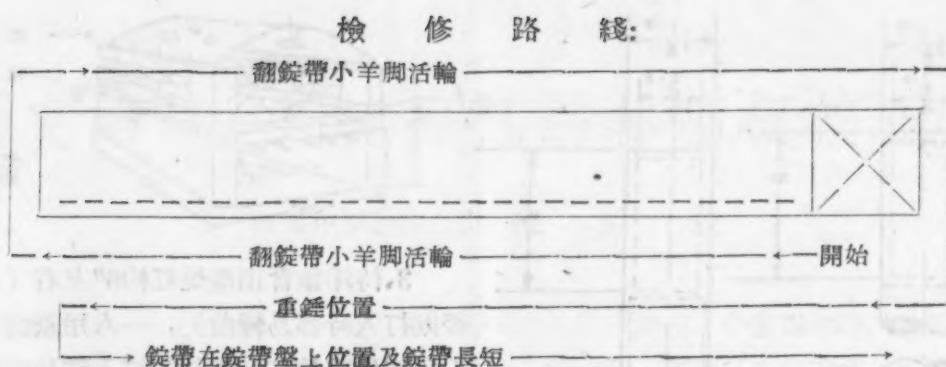 檢修路綫:
翻錠帶小羊脚活輪
翻錠帶小羊脚活輪
開始
重錘位置
錠帶在錠帶盤上位置及錠帶長短